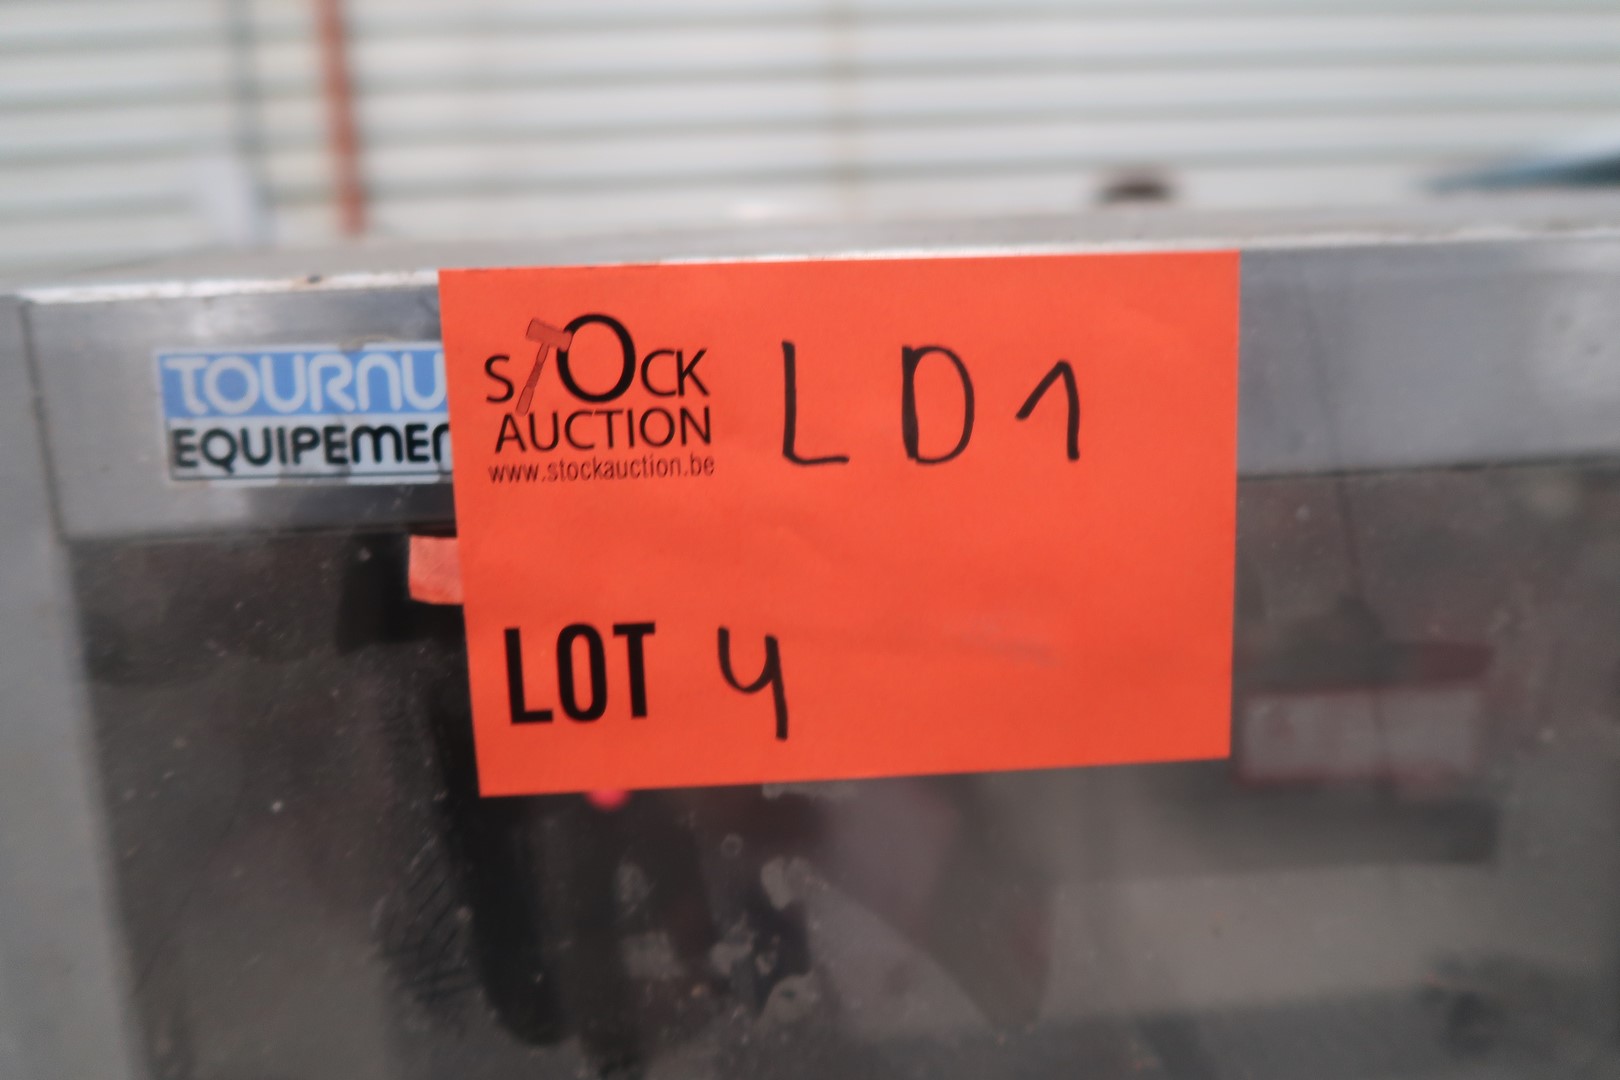 TOURNU
EQUIPEMEN
STOCK
AUCTION
www.stockauction.be
LD1
LOT 4